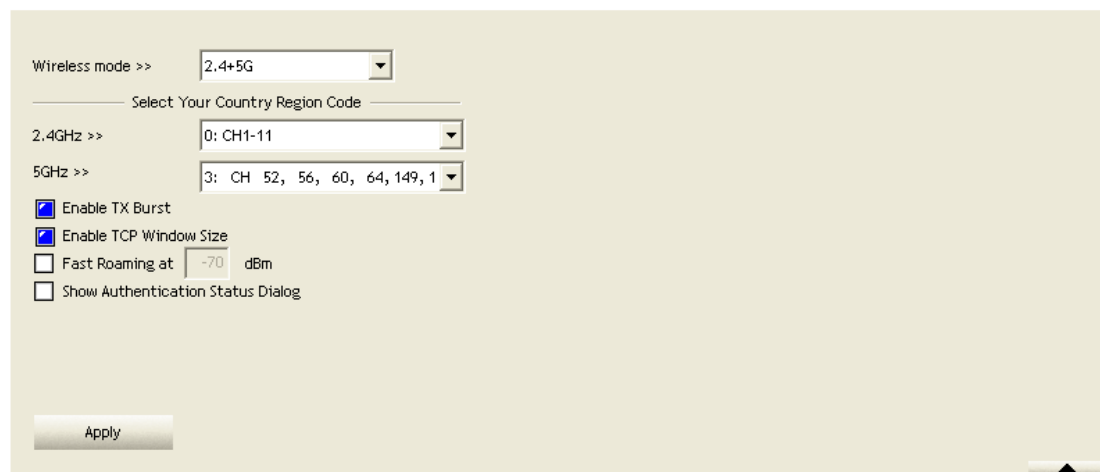 Wireless mode >> 2.4+5G
Select Your Country Region Code
2.4GHz >> 0: CH1-11
5GHz >> 3: CH 52, 56, 60, 64,149,1
Enable TX Burst
Enable TCP Window Size
Fast Roaming at -70 dBm
Show Authentication Status Dialog
Apply